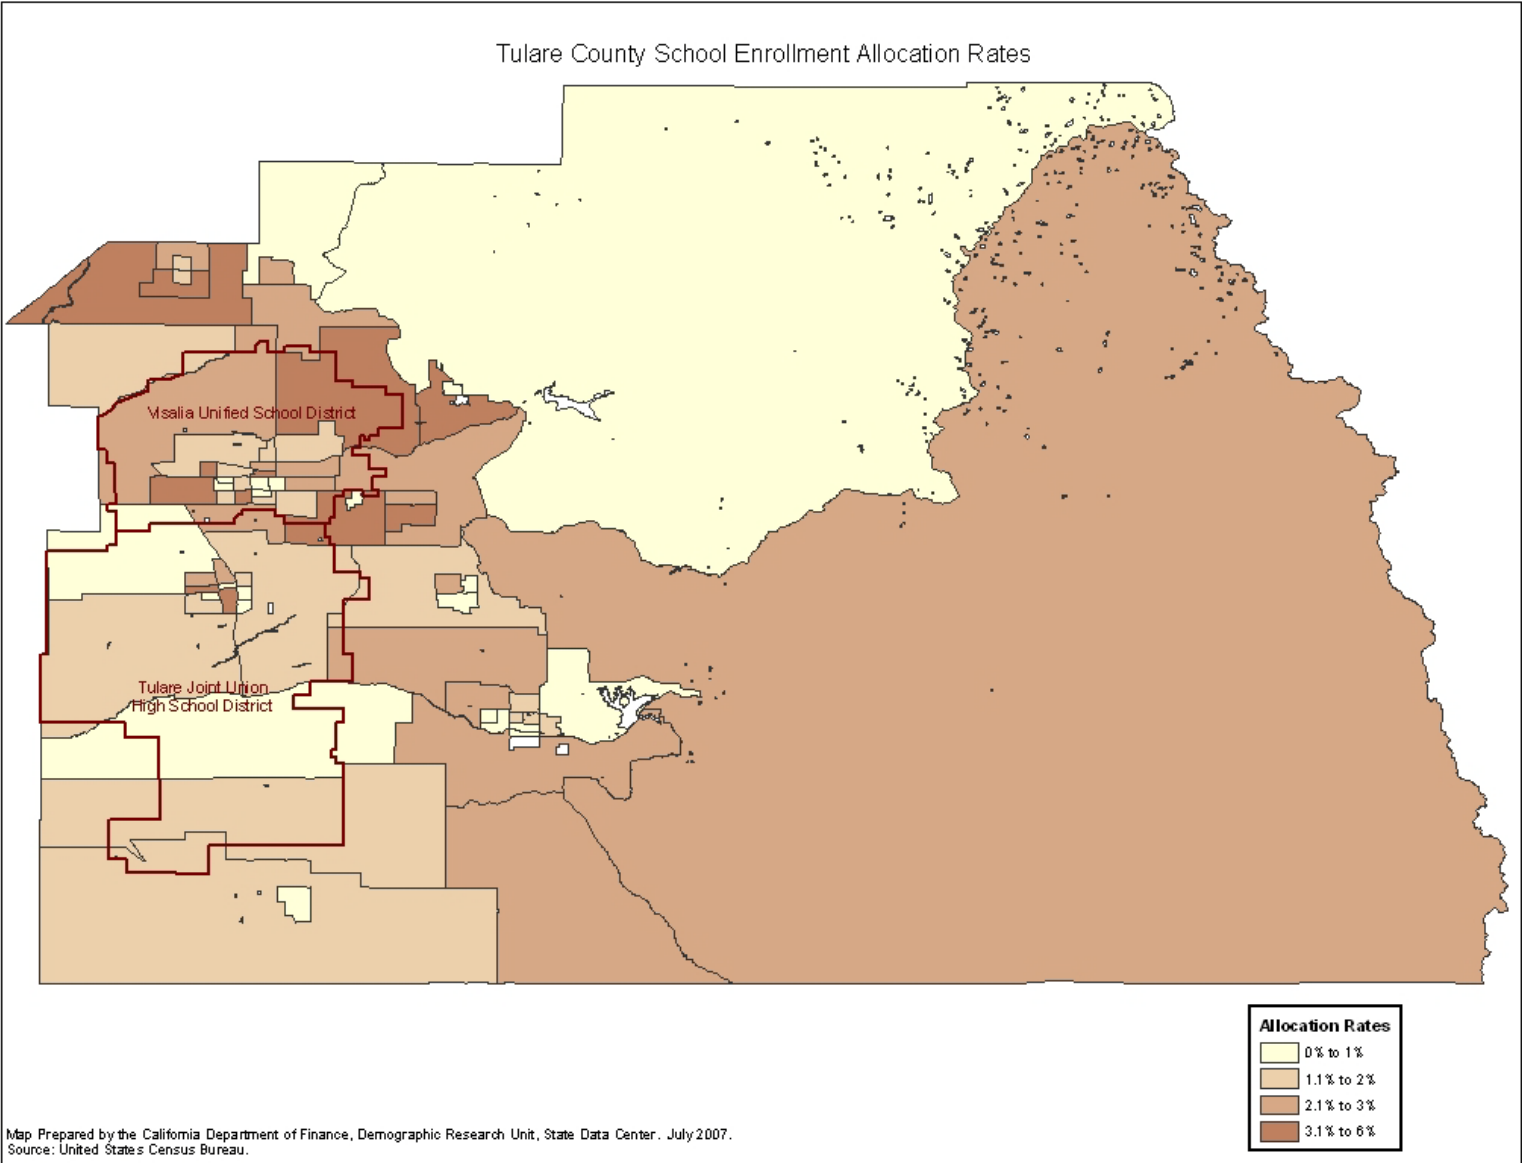 Tulare County School Enrollment Allocation Rates
Visalia Unified School District
Tulare Joint Union
High School District
Allocation Rates
0% to 1%
1.1% to 2%
2.1% to 3%
3.1% to 6%
Map Prepared by the California Department of Finance, Demographic Research Unit, State Data Center. July 2007.
Source: United States Census Bureau.